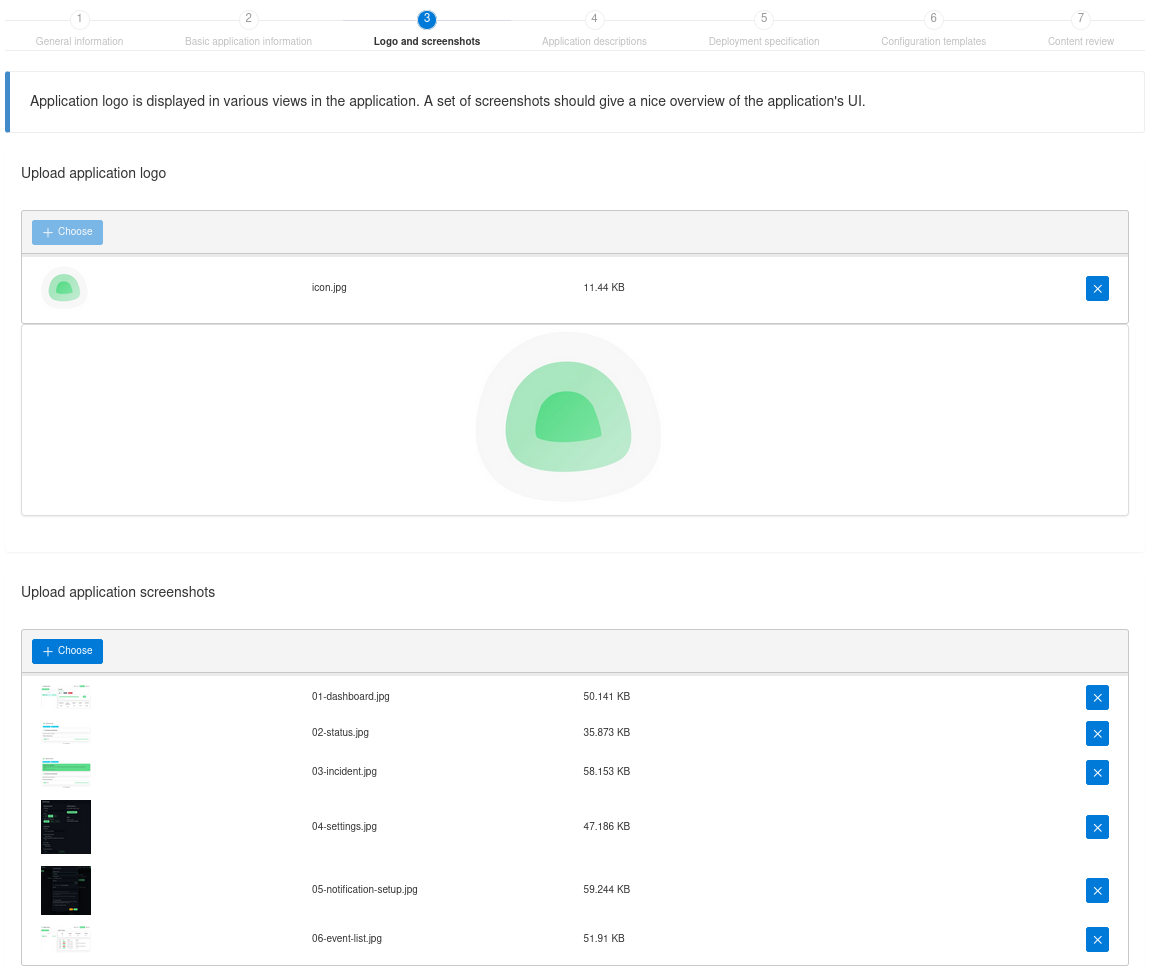 1 2 3 4 5 6 7
General information Basic application information Logo and screenshots Application descriptions Deployment specification Configuration templates Content review
Application logo is displayed in various views in the application. A set of screenshots should give a nice overview of the application's UI.
Upload application logo
Choose
icon.jpg 11.44 KB
Upload application screenshots
Choose
01-dashboard.jpg 50.141 KB
02-status.jpg 35.873 KB
03-incident.jpg 58.153 KB
04-settings.jpg 47.186 KB
05-notification-setup.jpg 59.244 KB
06-event-list.jpg 51.91 KB